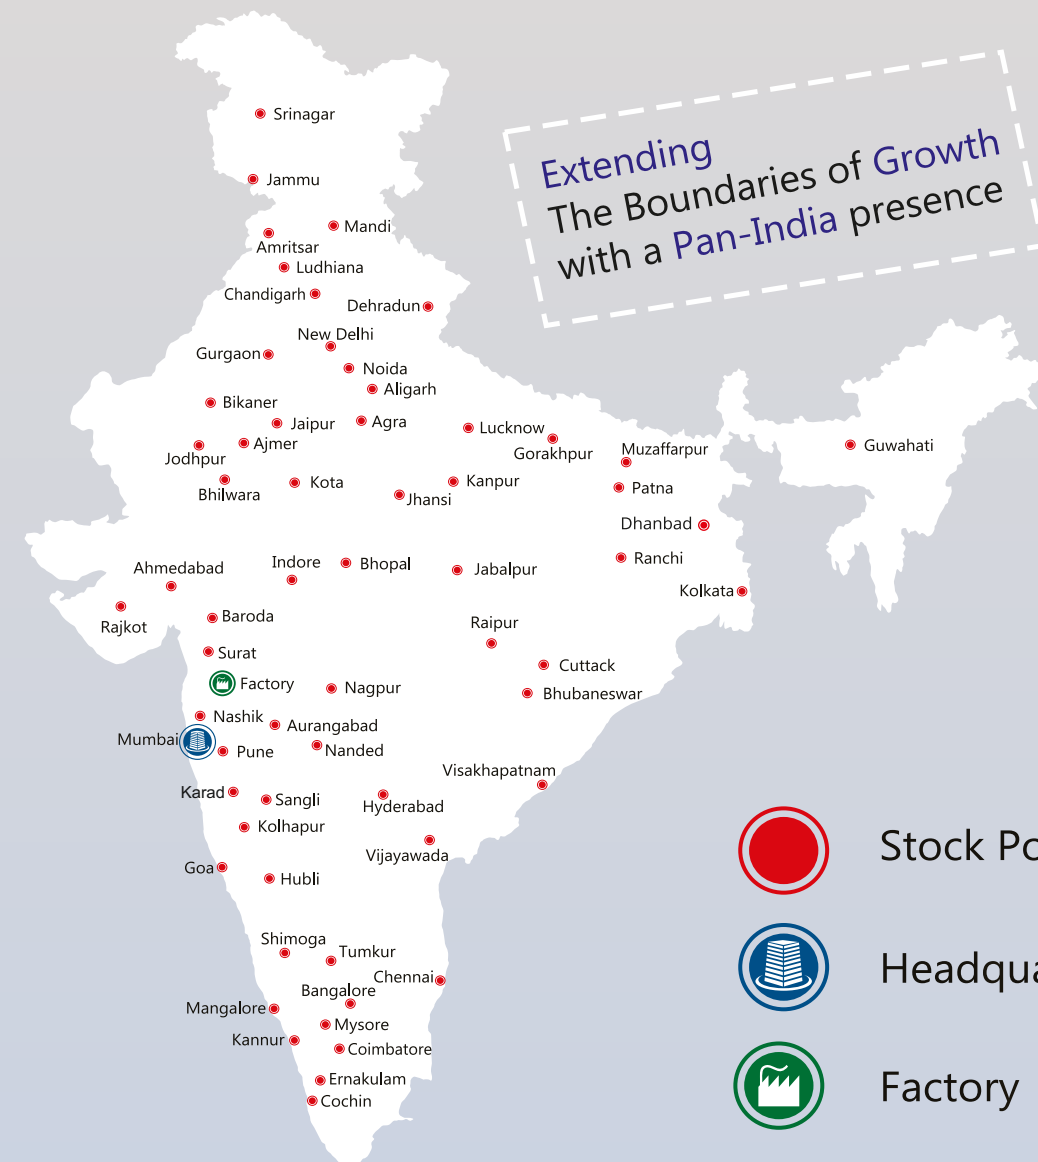 Extending
The Boundaries of Growth
with a Pan-India presence
Srinagar
Jammu
Mandi
Amritsar
Ludhiana
Chandigarh
Dehradun
New Delhi
Gurgaon
Noida
Aligarh
Bikaner
Jaipur
Agra
Lucknow
Ajmer
Gorakhpur
Muzaffarpur
Guwahati
Jodhpur
Kota
Kanpur
Patna
Bhilwara
Jhansi
Dhanbad
Ranchi
Ahmedabad
Indore
Bhopal
Jabalpur
Kolkata
Rajkot
Baroda
Raipur
Surat
Cuttack
Factory
Nagpur
Bhubaneswar
Nashik
Aurangabad
Mumbai
Pune
Nanded
Visakhapatnam
Karad
Sangli
Hyderabad
Kolhapur
Vijayawada
Goa
Hubli
Shimoga
Tumkur
Chennai
Bangalore
Mangalore
Mysore
Kannur
Coimbatore
Ernakulam
Cochin
Stock Po
Headqua
Factory